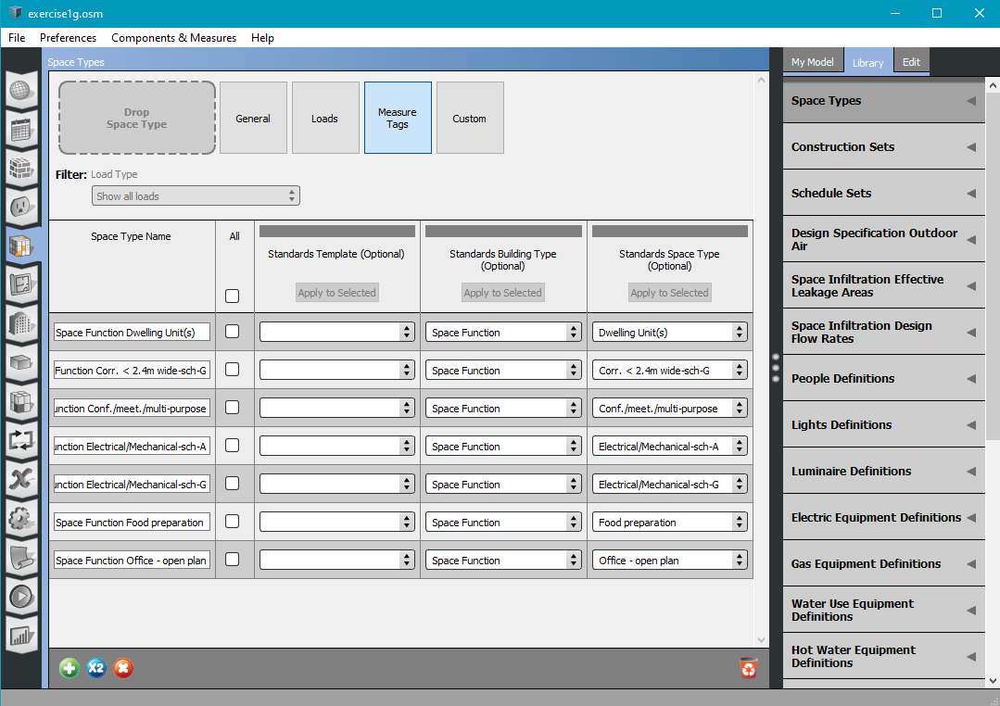 exercise1g.osm
File Preferences Components & Measures Help
Space Types
My Model Library Edit
Drop
Space Type
General
Loads
Measure
Tags
Custom
Filter: Load Type
Show all loads
Space Type Name
All
Standards Template (Optional)
Apply to Selected
Standards Building Type
(Optional)
Apply to Selected
Standards Space Type
(Optional)
Apply to Selected
Space Function Dwelling Unit(s) Space Function Dwelling Unit(s)
Function Corr. < 2.4m wide-sch-G Space Function Corr. < 2.4m wide-sch-G
unction Conf./meet./multi-purpose Space Function Conf./meet./multi-purpose
unction Electrical/Mechanical-sch-A Space Function Electrical/Mechanical-sch-A
unction Electrical/Mechanical-sch-G Space Function Electrical/Mechanical-sch-G
Space Function Food preparation Space Function Food preparation
Space Function Office - open plan Space Function Office - open plan
X2
Space Types
Construction Sets
Schedule Sets
Design Specification Outdoor
Air
Space Infiltration Effective
Leakage Areas
Space Infiltration Design
Flow Rates
People Definitions
Lights Definitions
Luminaire Definitions
Electric Equipment Definitions
Gas Equipment Definitions
Water Use Equipment
Definitions
Hot Water Equipment
Definitions